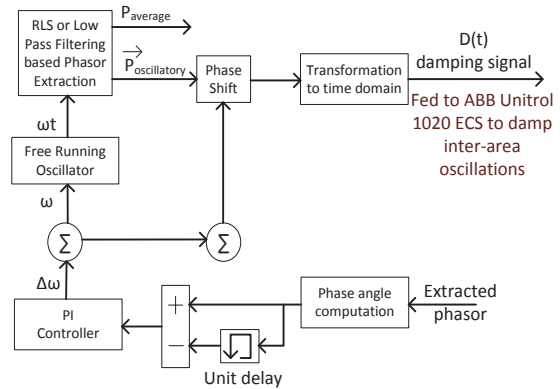 RLS or Low
Pass Filtering
based Phasor
Extraction
P average
P oscillatory
Phase
Shift
Transformation
to time domain
D(t)
damping signal
Fed to ABB Unitrol
1020 ECS to damp
inter-area
oscillations
ωt
Free Running
Oscillator
ω
Σ
Σ
Δω
PI
Controller
+
−
Unit delay
Phase angle
computation
Extracted
phasor